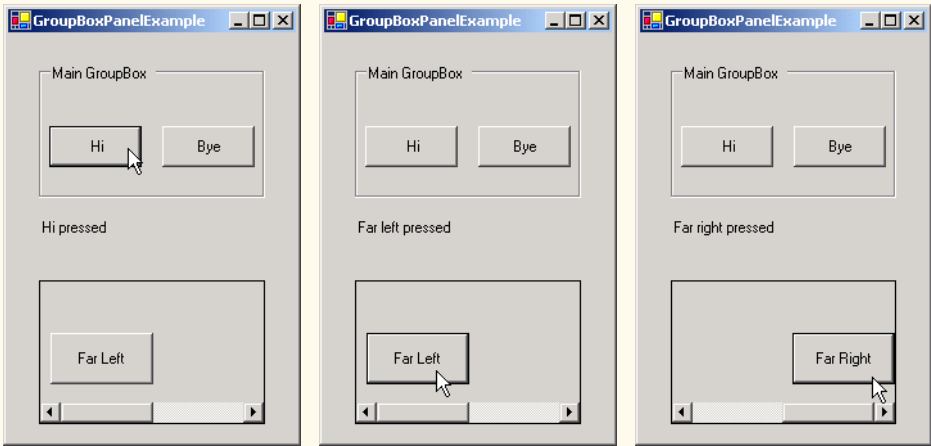 GroupBoxPanelExample
Main GroupBox
Hi Bye
Hi pressed
Far Left
GroupBoxPanelExample
Main GroupBox
Hi Bye
Far left pressed
Far Left
GroupBoxPanelExample
Main GroupBox
Hi Bye
Far right pressed
Far Right